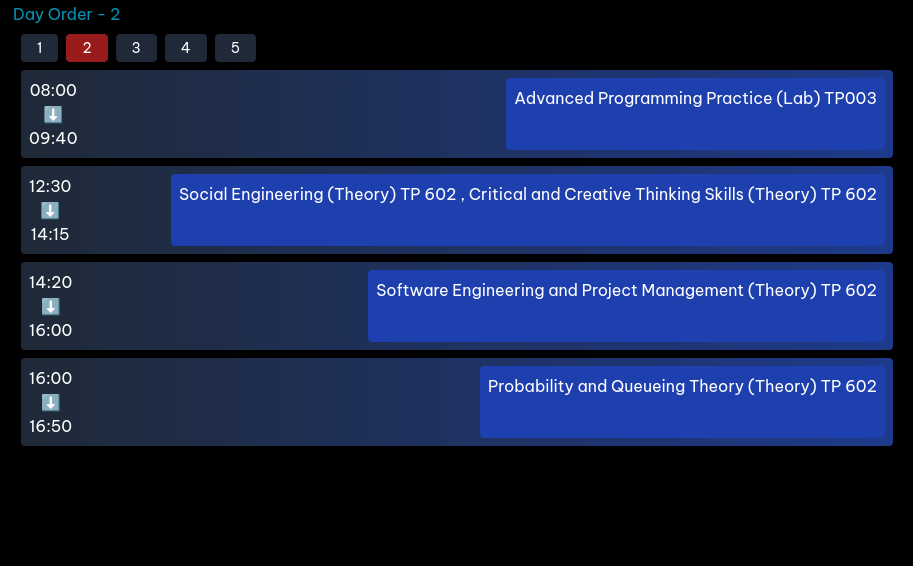 Day Order - 2
1 2 3 4 5
08:00
⬇️
09:40
Advanced Programming Practice (Lab) TP003
12:30
⬇️
14:15
Social Engineering (Theory) TP 602 , Critical and Creative Thinking Skills (Theory) TP 602
14:20
⬇️
16:00
Software Engineering and Project Management (Theory) TP 602
16:00
⬇️
16:50
Probability and Queueing Theory (Theory) TP 602